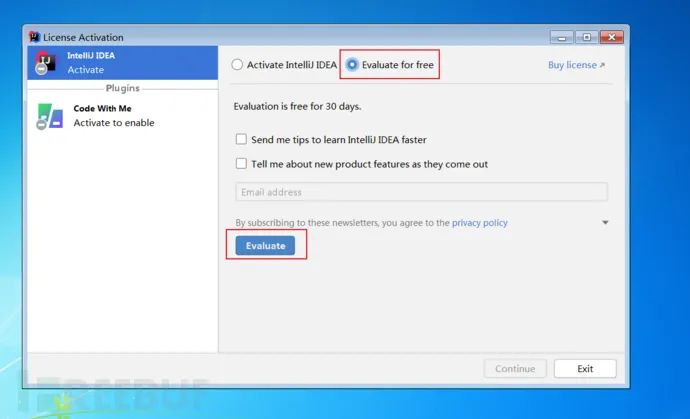 License Activation
IntelliJ IDEA
Activate
Plugins
Code With Me
Activate to enable
Activate IntelliJ IDEA
Evaluate for free
Buy license
Evaluation is free for 30 days.
Send me tips to learn IntelliJ IDEA faster
Tell me about new product features as they come out
Email address
By subscribing to these newsletters, you agree to the privacy policy
Evaluate
Continue
Exit